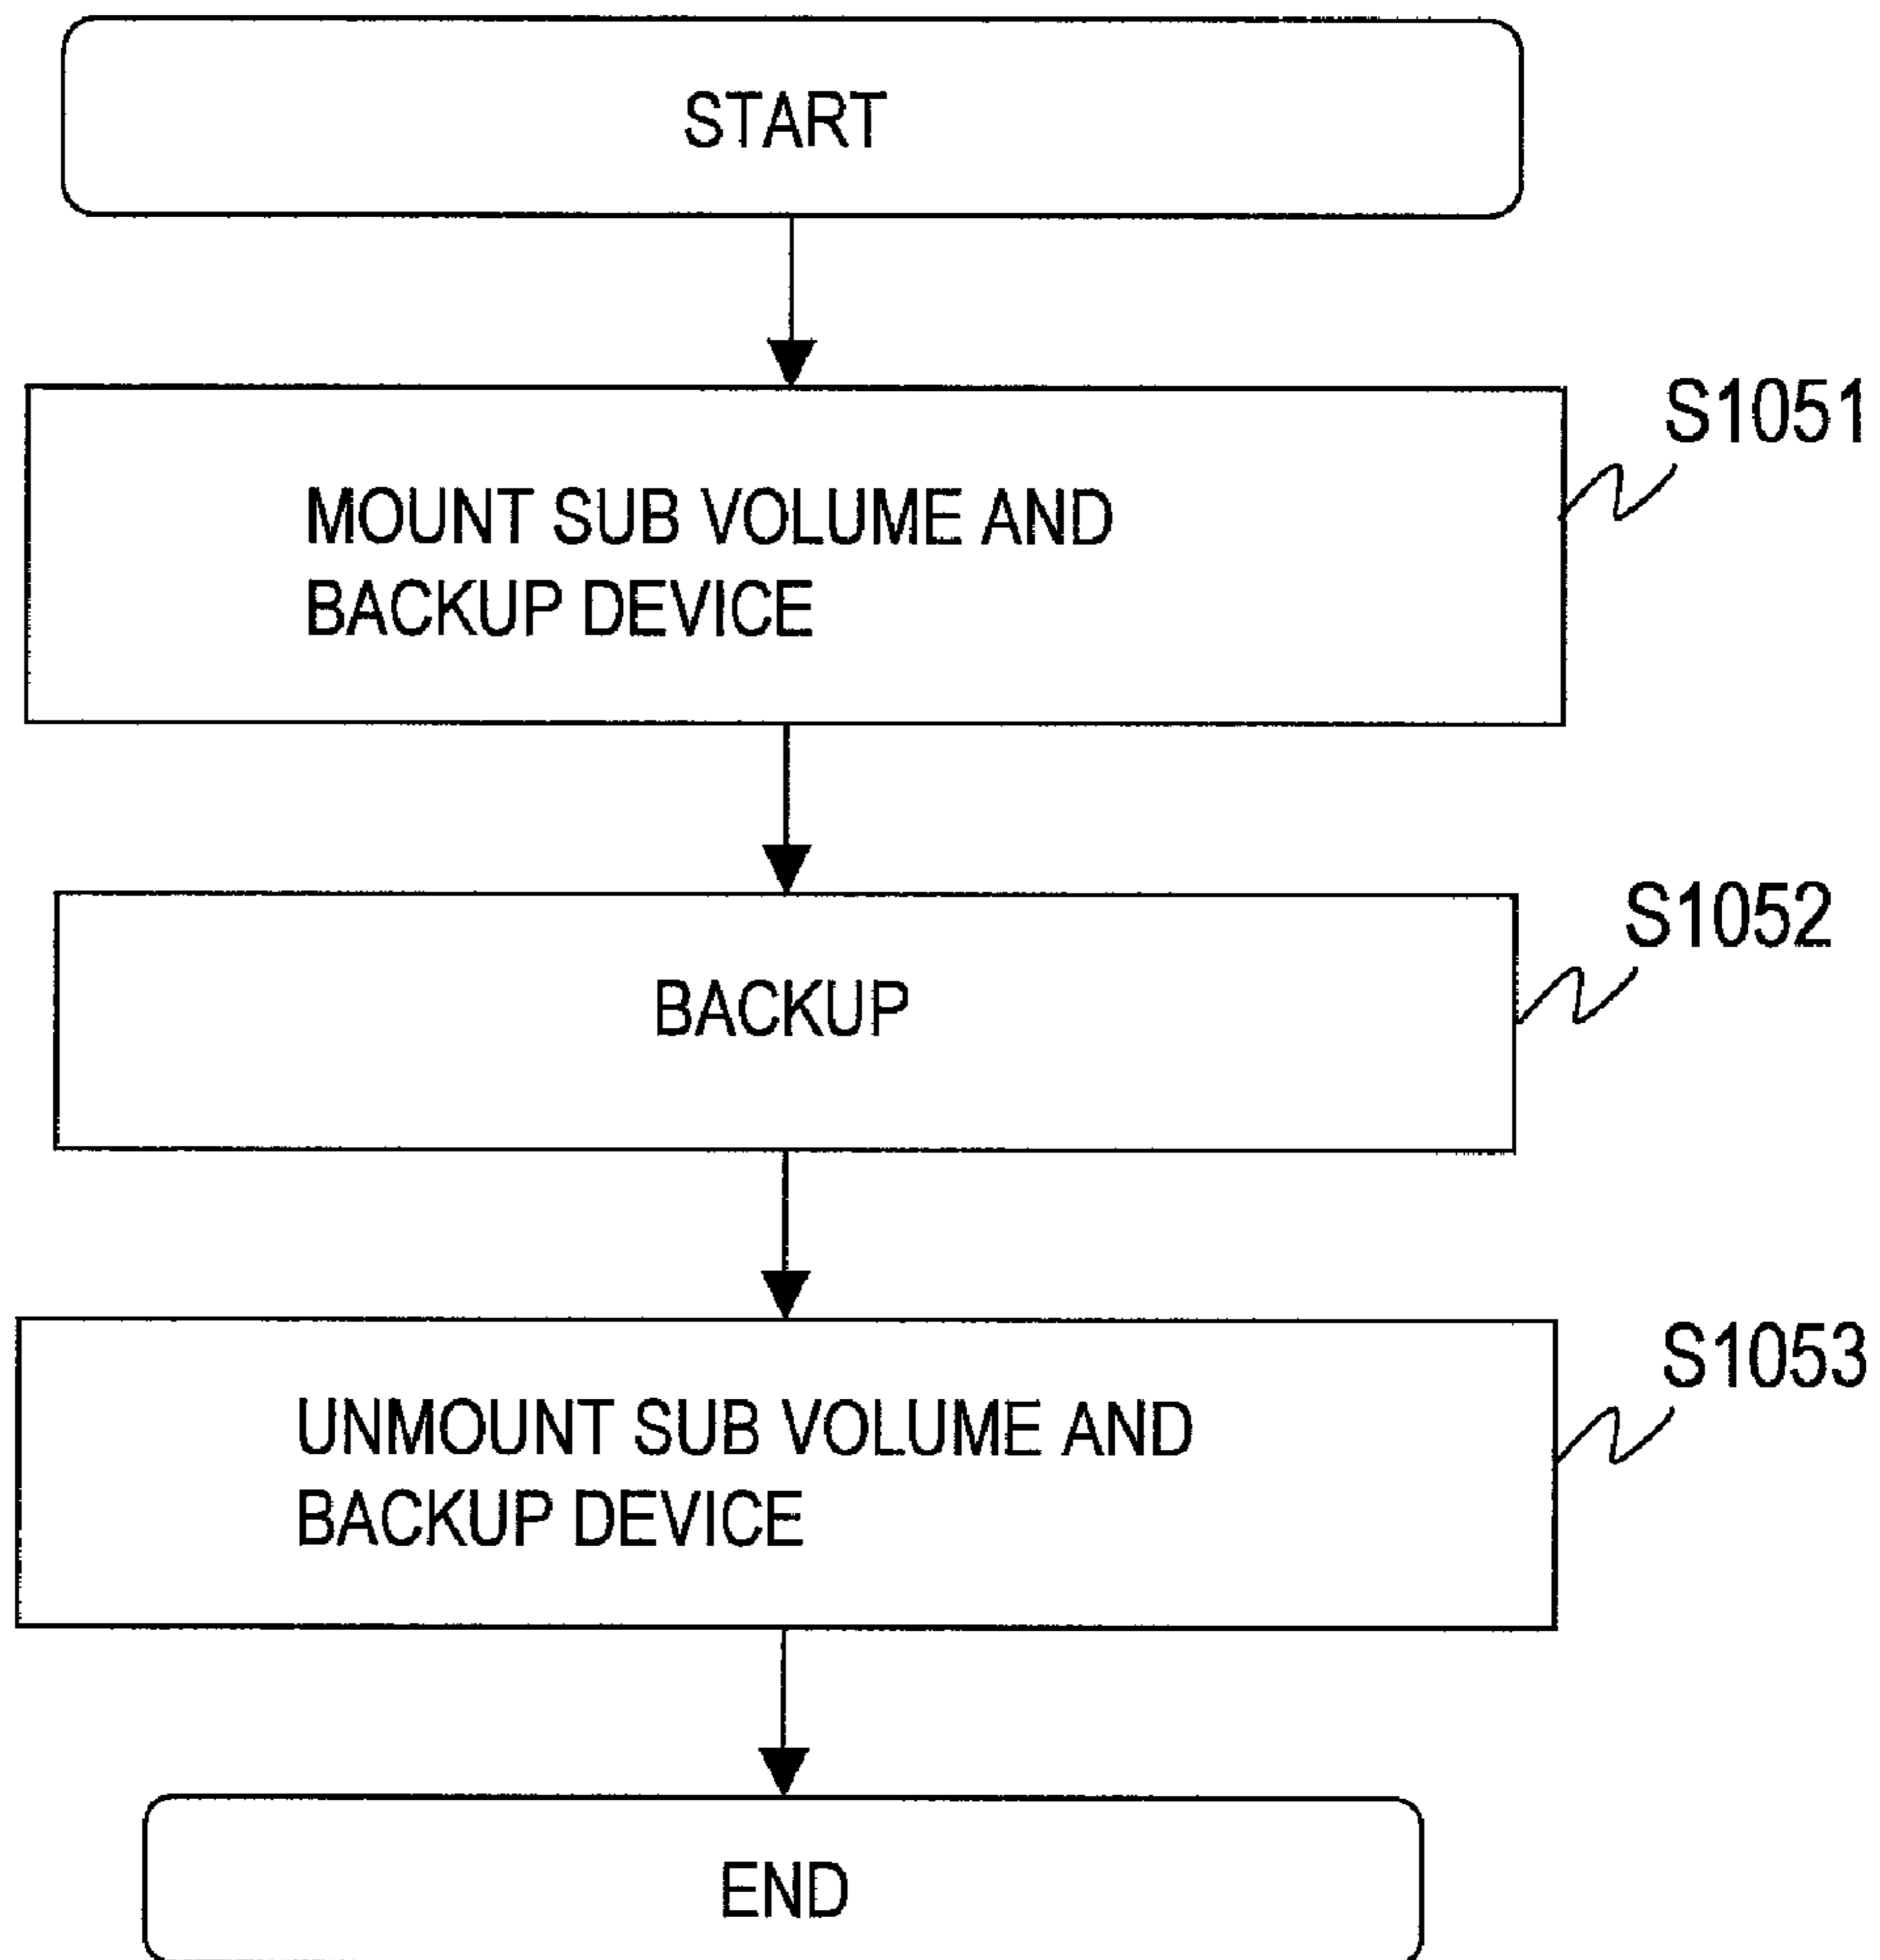 START
S1051
MOUNT SUB VOLUME AND
BACKUP DEVICE
S1052
BACKUP
S1053
UNMOUNT SUB VOLUME AND
BACKUP DEVICE
END